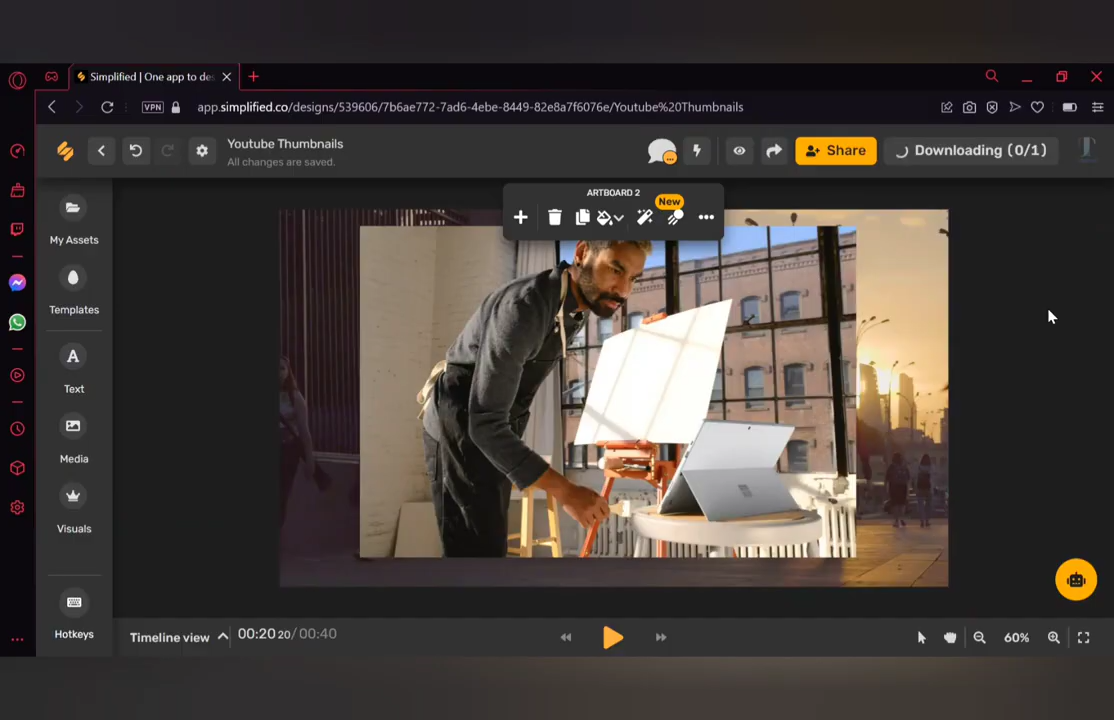 Simplified | One app to de
VPN
app.simplified.co/designs/539606/7b6ae772-7ad6-4ebe-8449-82e8a7f6076e/Youtube%20Thumbnails
Youtube Thumbnails
All changes are saved.
Share
Downloading (0/1)
ARTBOARD 2
New
My Assets
Templates
A
Text
Media
Visuals
Hotkeys
Timeline view
00:20 20 / 00:40
60%